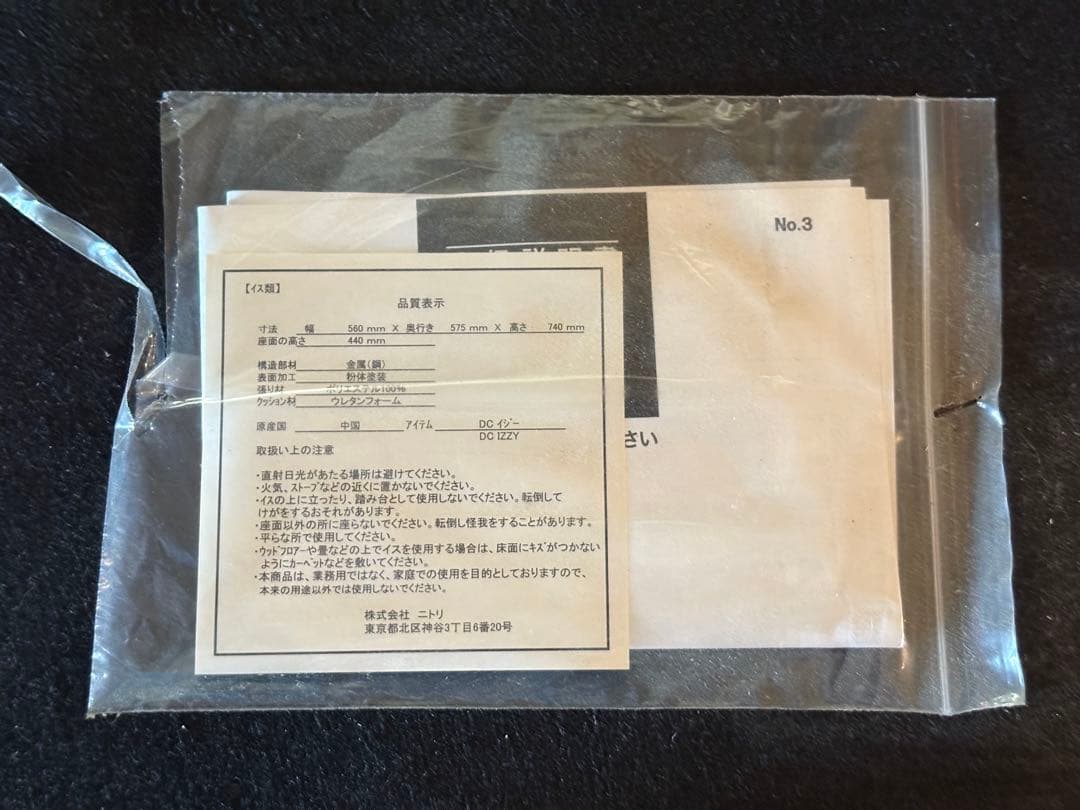 No.3
説明書
さい
【イス類】
品質表示
寸法 幅 560 mm X 奥行き 575 mm X 高さ 740 mm
座面の高さ 440 mm
構造部材 金属(鋼)
表面加工 粉体塗装
張り材 ポリエステル100%
クッション材 ウレタンフォーム
原産国 中国 アイテム DC イジー
DC IZZY
取扱い上の注意
・直射日光があたる場所は避けてください。
・火気、ストーブなどの近くに置かないでください。
・イスの上に立ったり、踏み台として使用しないでください。転倒して
けがをするおそれがあります。
・座面以外の所に座らないでください。転倒し怪我をすることがあります。
・平らな所で使用してください。
・ウッドフロアーや畳などの上でイスを使用する場合は、床面にキズがつかない
ようにカーペットなどを敷いてください。
・本商品は、業務用ではなく、家庭での使用を目的としておりますので、
本来の用途以外では使用しないでください。
株式会社 ニトリ
東京都北区神谷3丁目6番20号